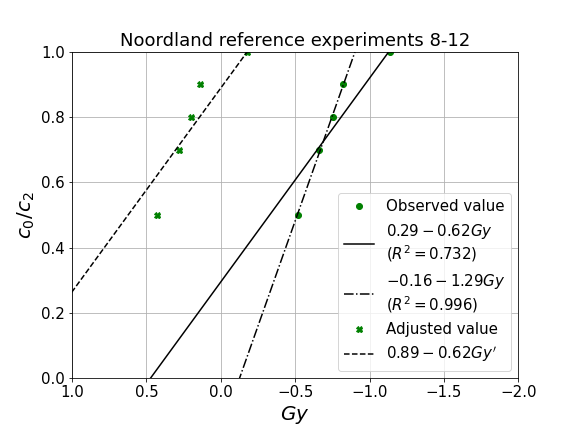 Noordland reference experiments 8-12
1.0
0.8
0.6
0.4
0.2
0.0
c₀/c₂
Observed value
0.29 − 0.62Gy
(R² = 0.732)
−0.16 − 1.29Gy
(R² = 0.996)
Adjusted value
0.89 − 0.62Gy′
1.0 0.5 0.0 −0.5 −1.0 −1.5 −2.0
Gy